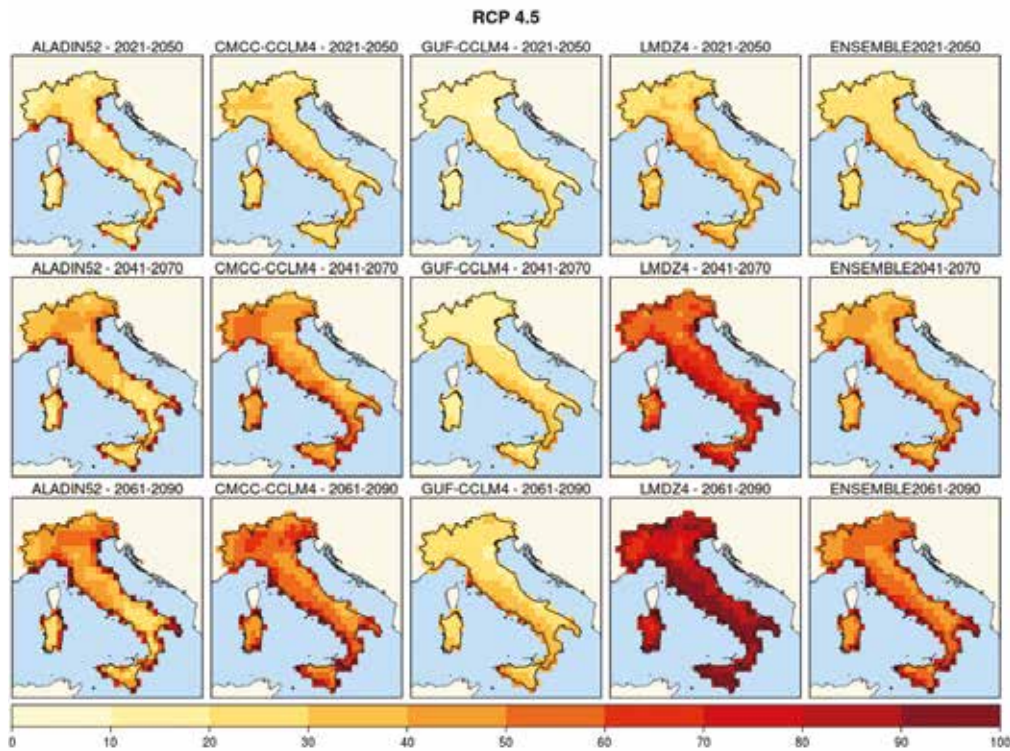 RCP 4.5
ALADIN52 - 2021-2050 CMCC-CCLM4 - 2021-2050 GUF-CCLM4 - 2021-2050 LMDZ4 - 2021-2050 ENSEMBLE2021-2050
ALADIN52 - 2041-2070 CMCC-CCLM4 - 2041-2070 GUF-CCLM4 - 2041-2070 LMDZ4 - 2041-2070 ENSEMBLE2041-2070
ALADIN52 - 2061-2090 CMCC-CCLM4 - 2061-2090 GUF-CCLM4 - 2061-2090 LMDZ4 - 2061-2090 ENSEMBLE2061-2090
0 10 20 30 40 50 60 70 80 90 100